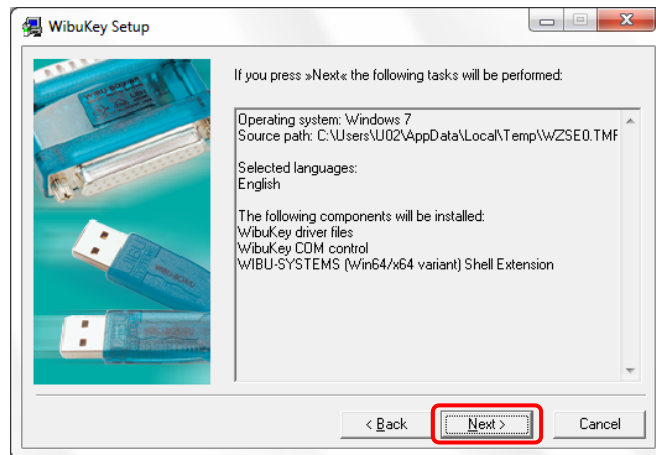 WibuKey Setup
If you press »Next« the following tasks will be performed:
Operating system: Windows 7
Source path: C:\Users\U02\AppData\Local\Temp\WZSE0.TMF
Selected languages:
English
The following components will be installed:
WibuKey driver files
WibuKey COM control
WIBU-SYSTEMS (Win64/x64 variant) Shell Extension
< Back
Next >
Cancel